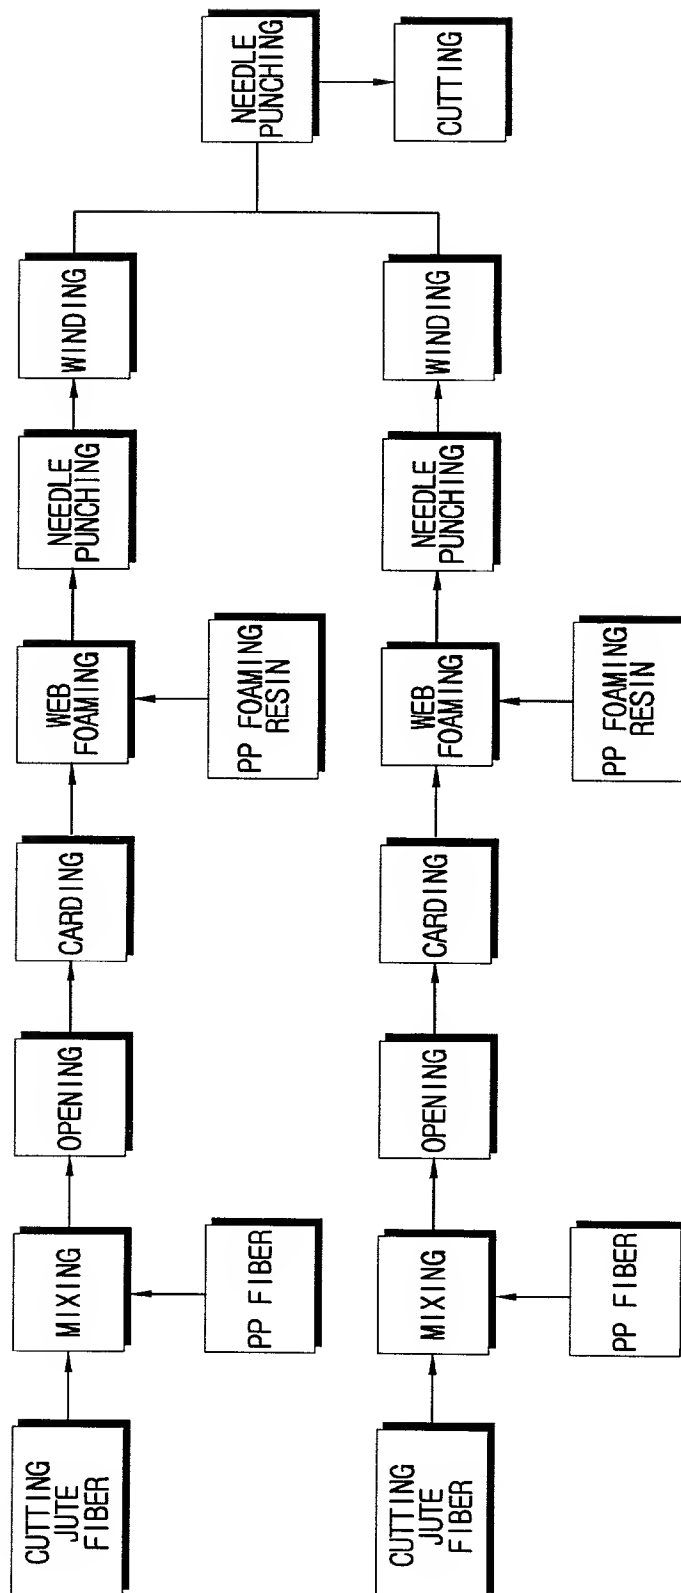 CUTTING
JUTE
FIBER
MIXING
PP FIBER
OPENING
CARDING
WEB
FOAMING
PP FOAMING
RESIN
NEEDLE
PUNCHING
WINDING
CUTTING
JUTE
FIBER
MIXING
PP FIBER
OPENING
CARDING
WEB
FOAMING
PP FOAMING
RESIN
NEEDLE
PUNCHING
WINDING
NEEDLE
PUNCHING
CUTTING